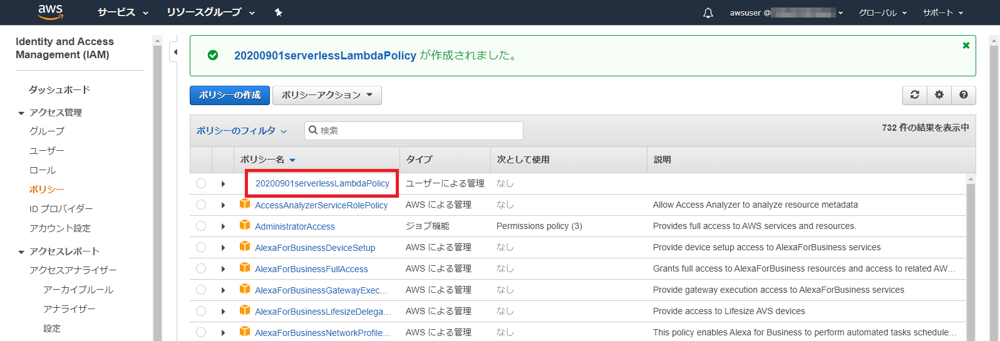 aws サービス リソースグループ awsuser @ グローバル サポート
Identity and Access
Management (IAM)
ダッシュボード
アクセス管理
グループ
ユーザー
ロール
ポリシー
ID プロバイダー
アカウント設定
アクセスレポート
アクセスアナライザー
アーカイブルール
アナライザー
設定
20200901serverlessLambdaPolicy が作成されました。
ポリシーの作成 ポリシーアクション
ポリシーのフィルタ 検索 732 件の結果を表示中
ポリシー名 タイプ 次として使用 説明
20200901serverlessLambdaPolicy ユーザーによる管理 なし
AccessAnalyzerServiceRolePolicy AWS による管理 なし Allow Access Analyzer to analyze resource metadata
AdministratorAccess ジョブ機能 Permissions policy (3) Provides full access to AWS services and resources.
AlexaForBusinessDeviceSetup AWS による管理 なし Provide device setup access to AlexaForBusiness services
AlexaForBusinessFullAccess AWS による管理 なし Grants full access to AlexaForBusiness resources and access to related AW...
AlexaForBusinessGatewayExec... AWS による管理 なし Provide gateway execution access to AlexaForBusiness services
AlexaForBusinessLifesizeDelega... AWS による管理 なし Provide access to Lifesize AVS devices
AlexaForBusinessNetworkProfile... AWS による管理 なし This policy enables Alexa for Business to perform automated tasks schedule...